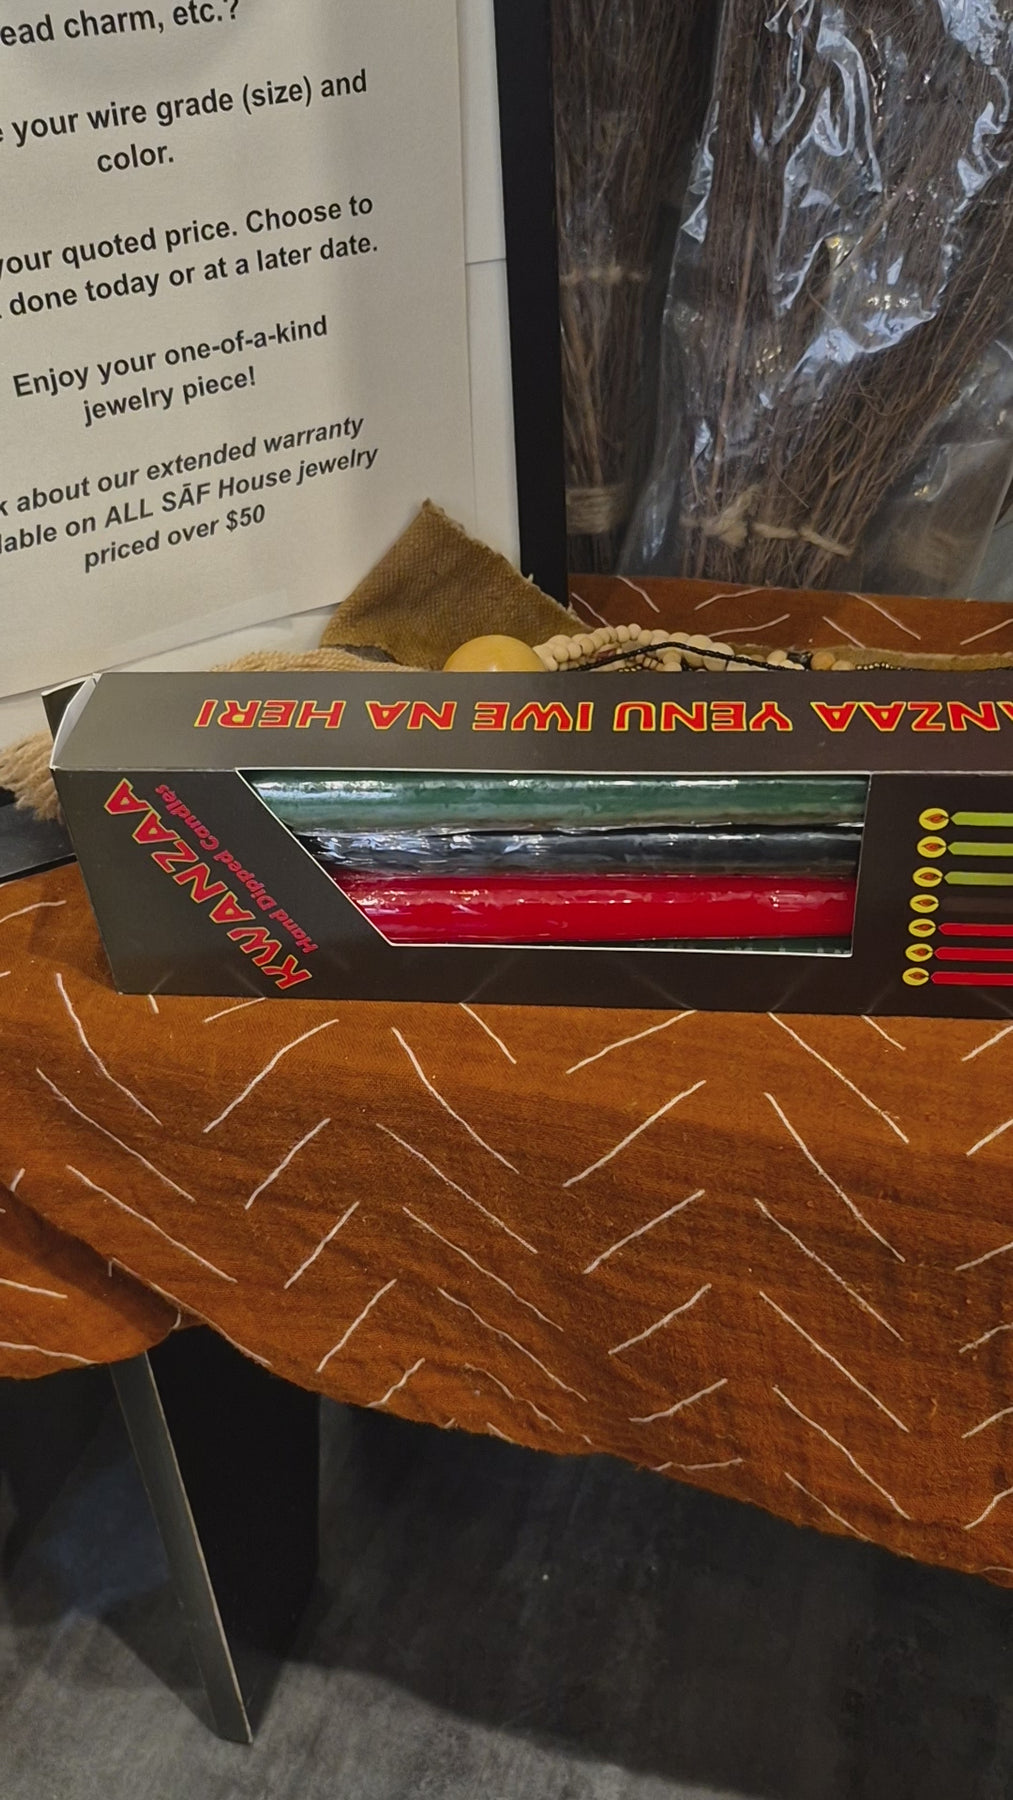 ead charm, etc.?
your wire grade (size) and
color.
your quoted price. Choose to
done today or at a later date.
Enjoy your one-of-a-kind
jewelry piece!
about our extended warranty
lable on ALL SĀF House jewelry
priced over $50
ANZAA YENU IWE NA HERI
KWANZAA
Hand Dipped Candles